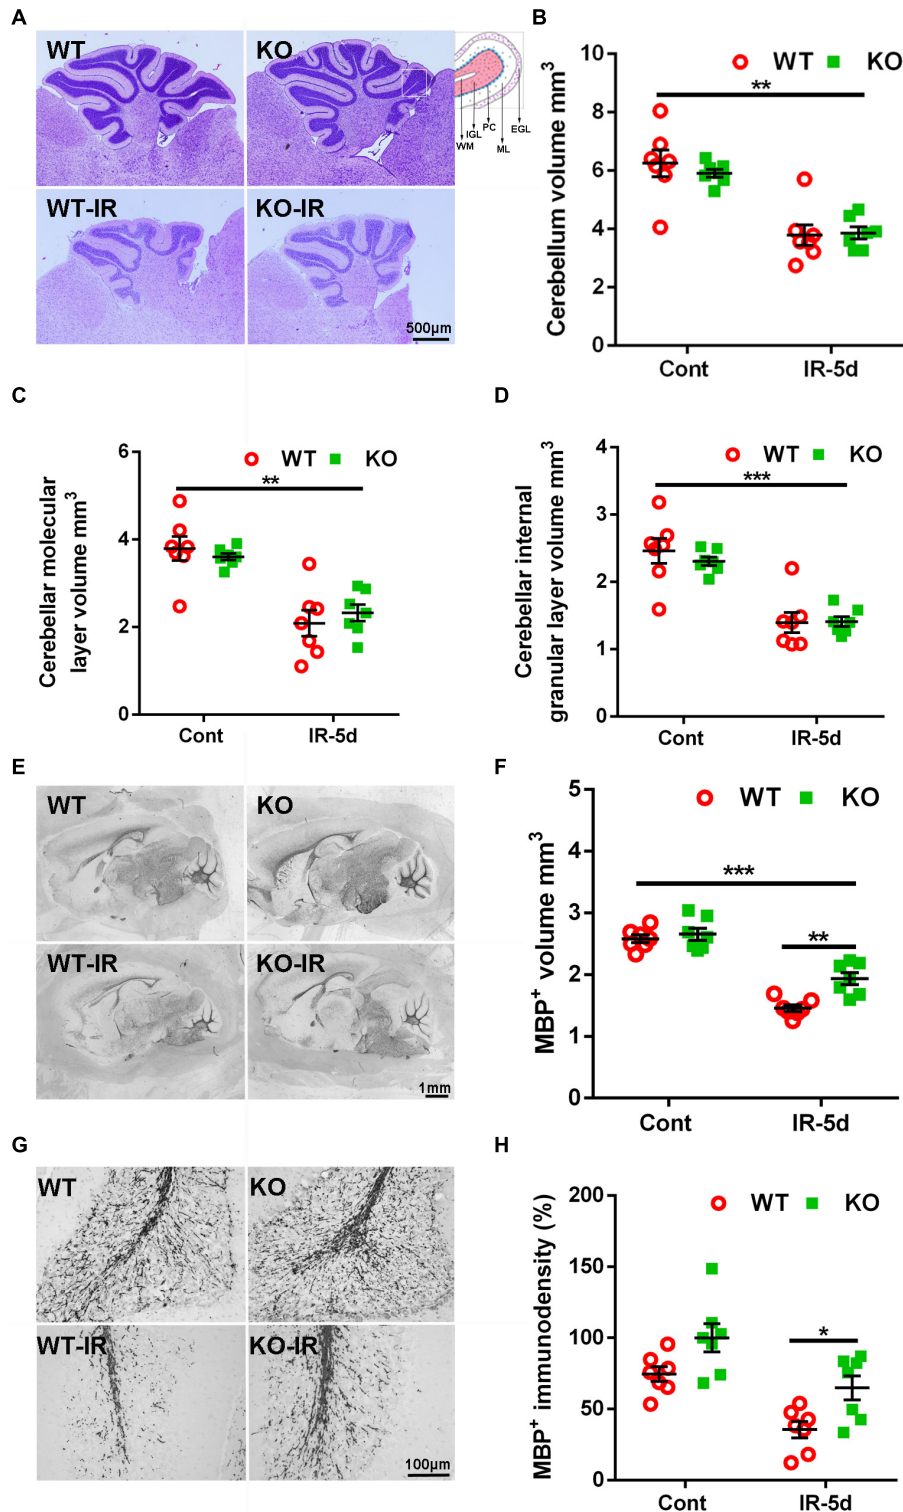 A
WT
KO
WT-IR
KO-IR
500μm
WM
IGL
PC
ML
EGL
B
WT KO
**
Cerebellum volume mm3
10
8
6
4
2
0
Cont IR-5d
C
WT KO
**
Cerebellar molecular
layer volume mm3
6
4
2
0
Cont IR-5d
D
WT KO
***
Cerebellar internal
granular layer volume mm3
4
3
2
1
0
Cont IR-5d
E
WT
KO
WT-IR
KO-IR
1mm
F
WT KO
***
**
MBP+ volume mm3
5
4
3
2
1
0
Cont IR-5d
G
WT
KO
WT-IR
KO-IR
100μm
H
WT KO
*
MBP+ immunodensity (%)
200
150
100
50
0
Cont IR-5d